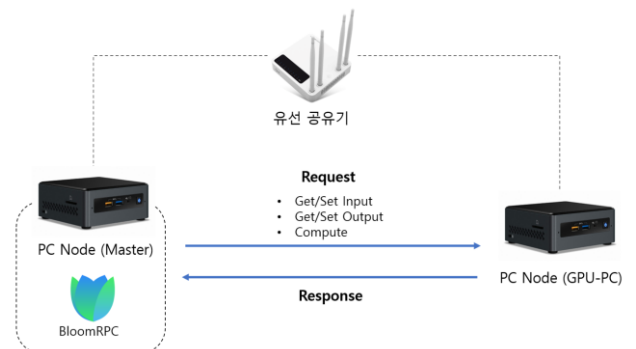 유선 공유기
Request
• Get/Set Input
• Get/Set Output
• Compute
PC Node (Master)
PC Node (GPU-PC)
Response
BloomRPC